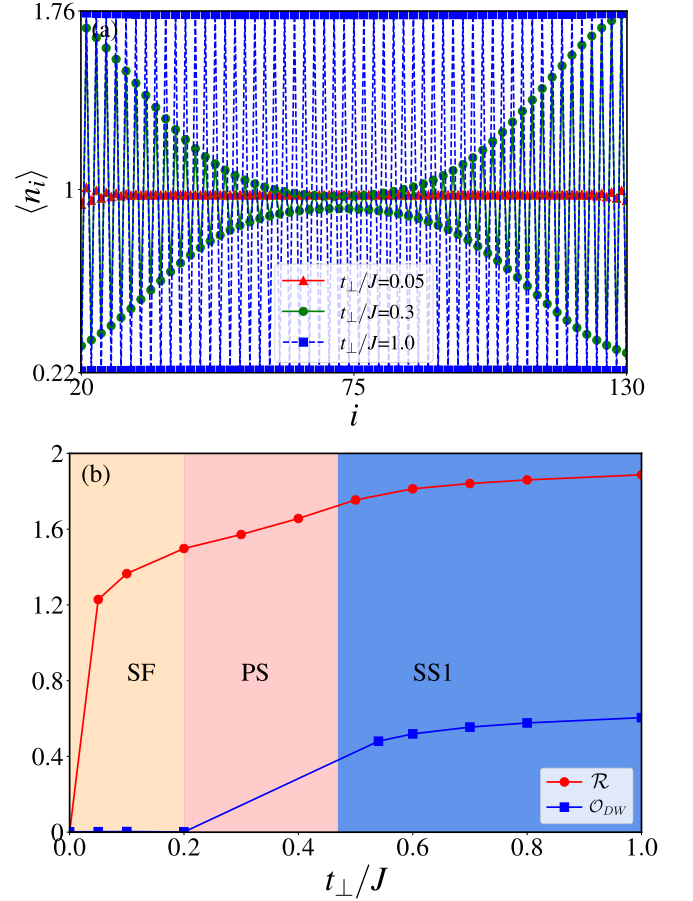 1.76
(a)
1
⟨n_i⟩
t⊥/J=0.05
t⊥/J=0.3
t⊥/J=1.0
0.22
20 75 130
i
2
(b)
1.6
1.2
0.8
SF PS SS1
0.4
R
O_DW
0
0.0 0.2 0.4 0.6 0.8 1.0
t⊥/J